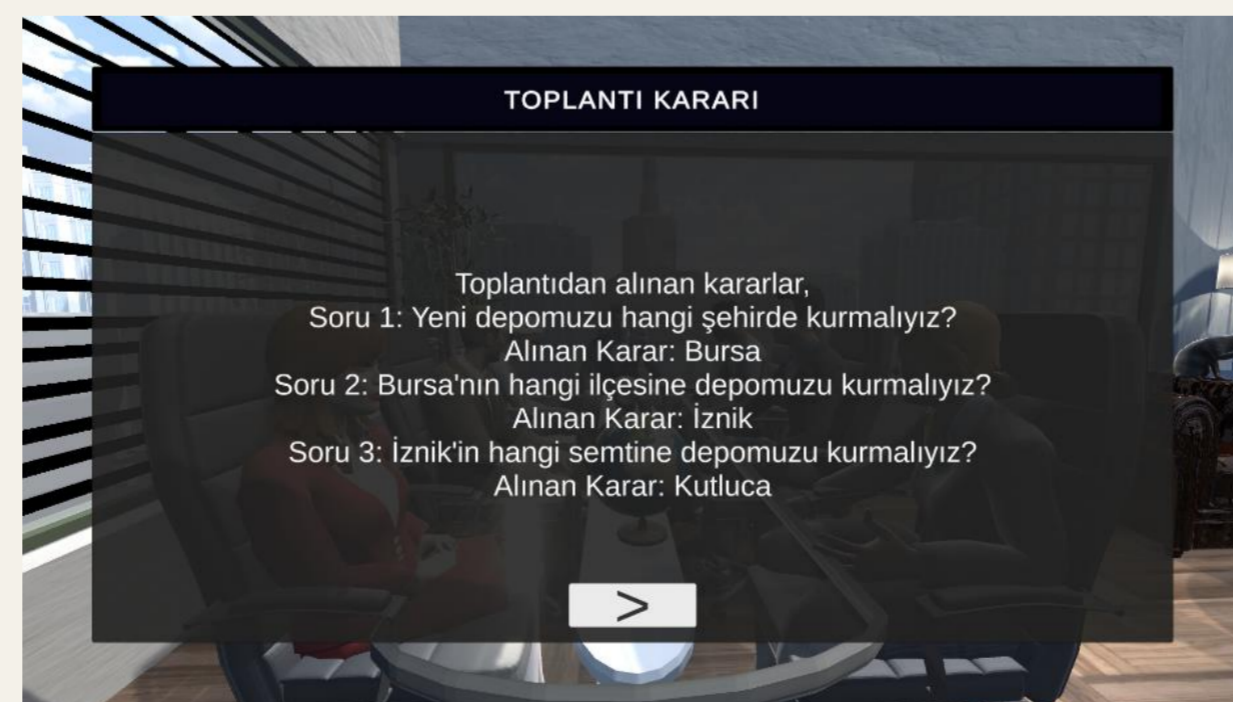 TOPLANTI KARARI
Toplantıdan alınan kararlar,
Soru 1: Yeni depomuzu hangi şehirde kurmalıyız?
Alınan Karar: Bursa
Soru 2: Bursa'nın hangi ilçesine depomuzu kurmalıyız?
Alınan Karar: İznik
Soru 3: İznik'in hangi semtine depomuzu kurmalıyız?
Alınan Karar: Kutluca
>